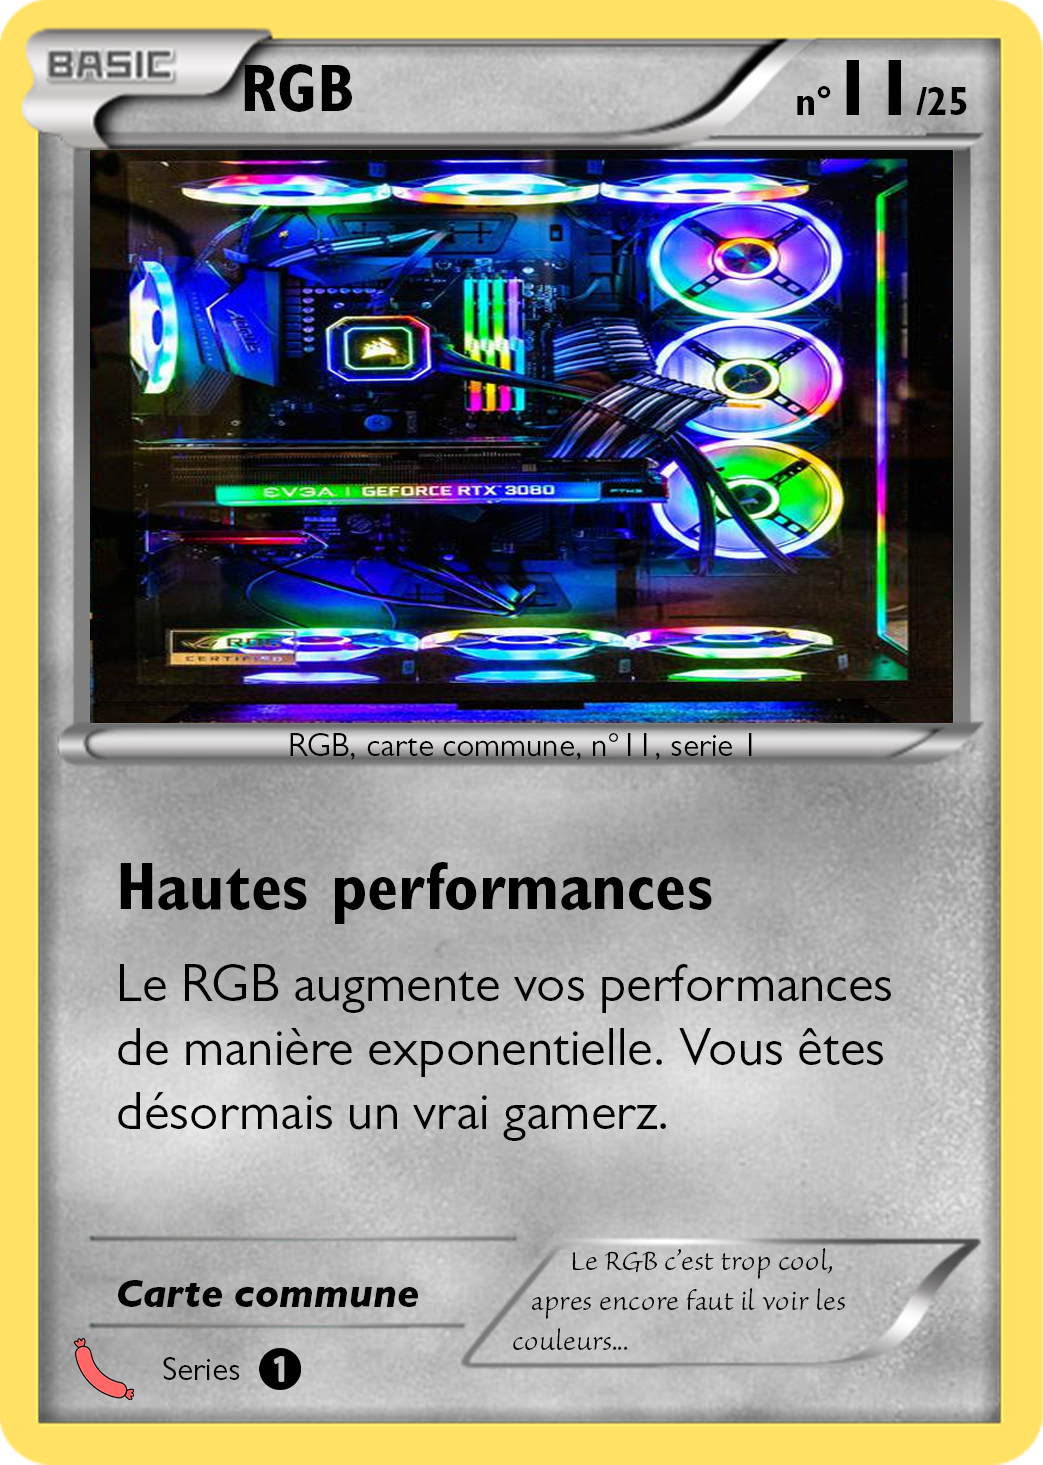 BASIC
RGB
n° 11 /25
EVGA | GEFORCE RTX 3080
FTW3
CERTIFIED
RGB, carte commune, n°11, serie 1
Hautes performances
Le RGB augmente vos performances
de manière exponentielle. Vous êtes
désormais un vrai gamerz.
Carte commune
Le RGB c'est trop cool,
apres encore faut il voir les
couleurs...
Series 1